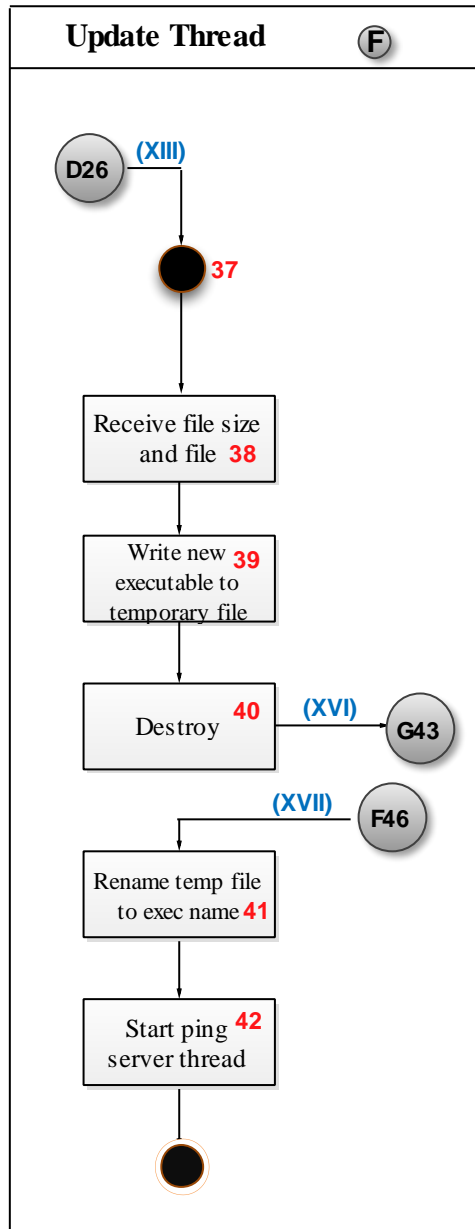 Update Thread F
D26 (XIII)
37
Receive file size
and file 38
Write new 39
executable to
temporary file
40
Destroy
(XVI)
G43
(XVII)
F46
Rename temp file
to exec name 41
Start ping 42
server thread